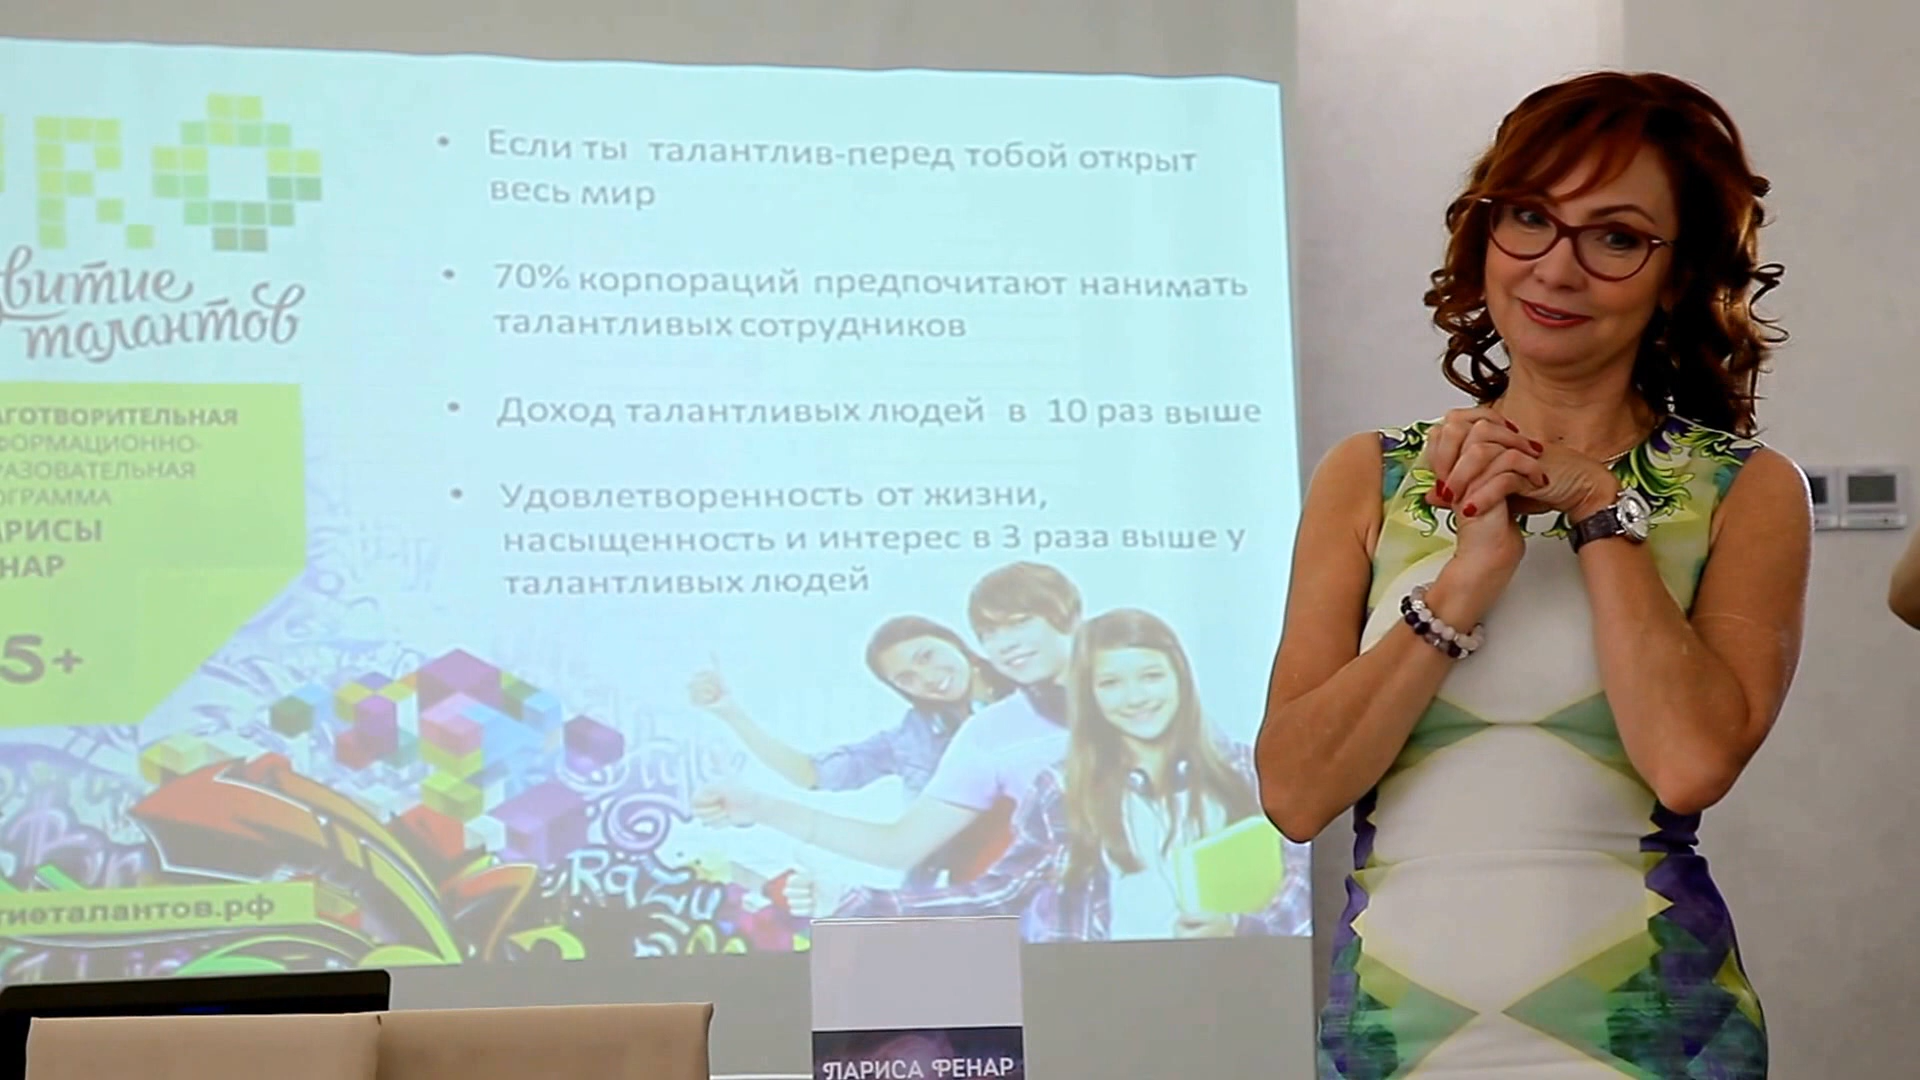 PRO
витие
талантов
ГОТВОРИТЕЛЬНАЯ
ФОРМАЦИОННО-
РАЗОВАТЕЛЬНАЯ
ОГРАММА
АРИСЫ
НАР
5+
тиеталантов.рф
• Если ты талантлив-перед тобой открыт
весь мир
• 70% корпораций предпочитают нанимать
талантливых сотрудников
• Доход талантливых людей в 10 раз выше
• Удовлетворенность от жизни,
насыщенность и интерес в 3 раза выше у
талантливых людей
ЛАРИСА ФЕНАР